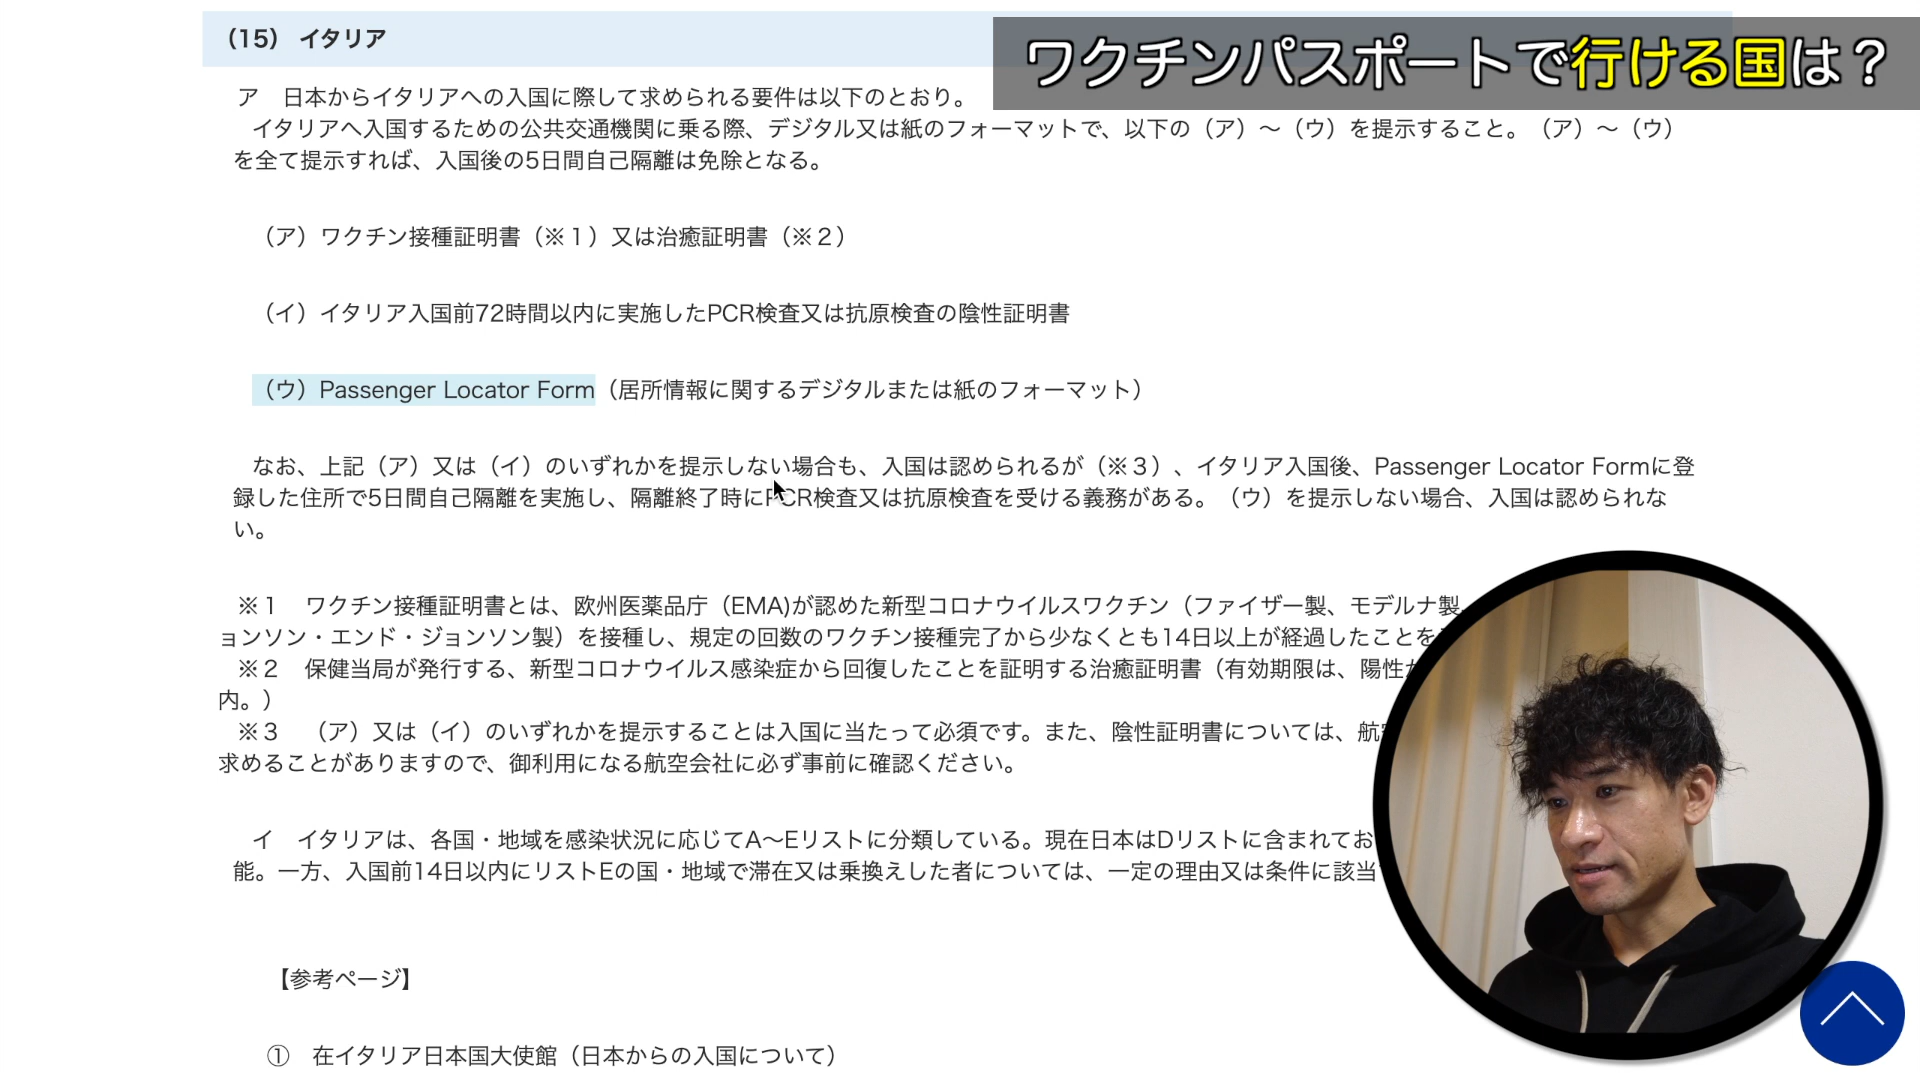 （15） イタリア
ワクチンパスポートで行ける国は？
ア　日本からイタリアへの入国に際して求められる要件は以下のとおり。
イタリアへ入国するための公共交通機関に乗る際、デジタル又は紙のフォーマットで、以下の（ア）～（ウ）を提示すること。（ア）～（ウ）
を全て提示すれば、入国後の5日間自己隔離は免除となる。
（ア）ワクチン接種証明書（※１）又は治癒証明書（※２）
（イ）イタリア入国前72時間以内に実施したPCR検査又は抗原検査の陰性証明書
（ウ）Passenger Locator Form（居所情報に関するデジタルまたは紙のフォーマット）
なお、上記（ア）又は（イ）のいずれかを提示しない場合も、入国は認められるが（※３）、イタリア入国後、Passenger Locator Formに登
録した住所で5日間自己隔離を実施し、隔離終了時にPCR検査又は抗原検査を受ける義務がある。（ウ）を提示しない場合、入国は認められな
い。
※１　ワクチン接種証明書とは、欧州医薬品庁（EMA)が認めた新型コロナウイルスワクチン（ファイザー製、モデルナ製
ョンソン・エンド・ジョンソン製）を接種し、規定の回数のワクチン接種完了から少なくとも14日以上が経過したことを
※２　保健当局が発行する、新型コロナウイルス感染症から回復したことを証明する治癒証明書（有効期限は、陽性
内。）
※３　（ア）又は（イ）のいずれかを提示することは入国に当たって必須です。また、陰性証明書については、航
求めることがありますので、御利用になる航空会社に必ず事前に確認ください。
イ　イタリアは、各国・地域を感染状況に応じてA～Eリストに分類している。現在日本はDリストに含まれてお
能。一方、入国前14日以内にリストEの国・地域で滞在又は乗換えした者については、一定の理由又は条件に該当
【参考ページ】
①　在イタリア日本国大使館（日本からの入国について）